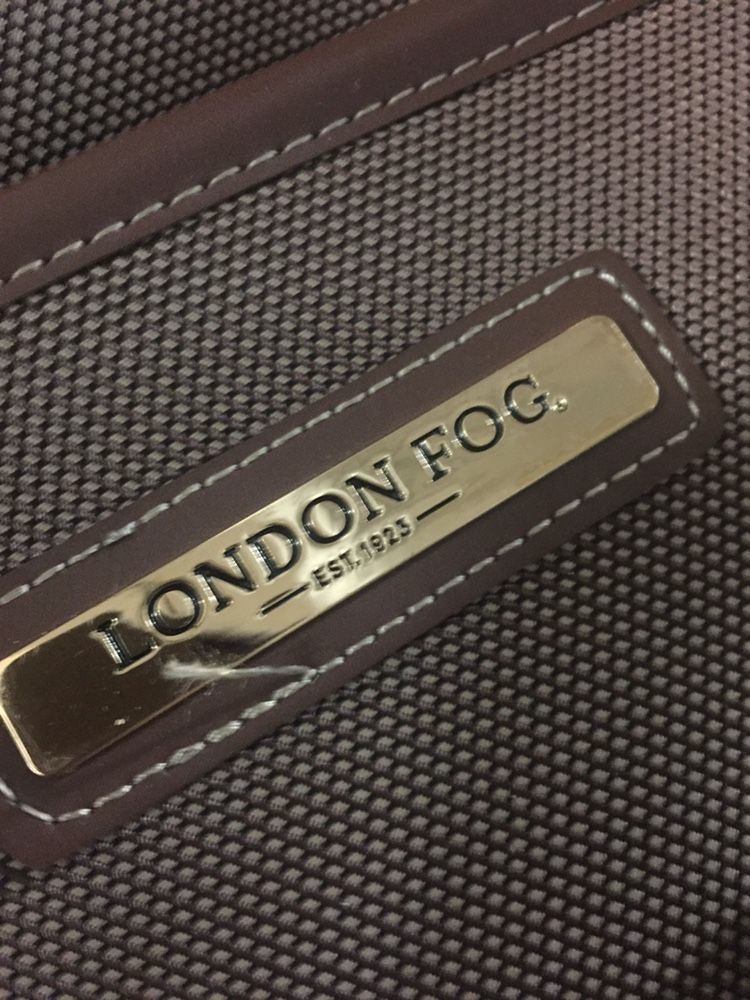 LONDON FOG.
EST. 1923